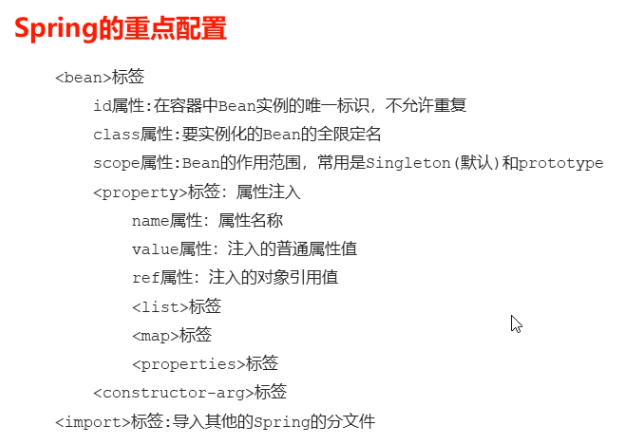 Spring的重点配置
<bean>标签
id属性:在容器中Bean实例的唯一标识，不允许重复
class属性:要实例化的Bean的全限定名
scope属性:Bean的作用范围，常用是Singleton(默认)和prototype
<property>标签：属性注入
name属性：属性名称
value属性：注入的普通属性值
ref属性：注入的对象引用值
<list>标签
<map>标签
<properties>标签
<constructor-arg>标签
<import>标签:导入其他的Spring的分文件